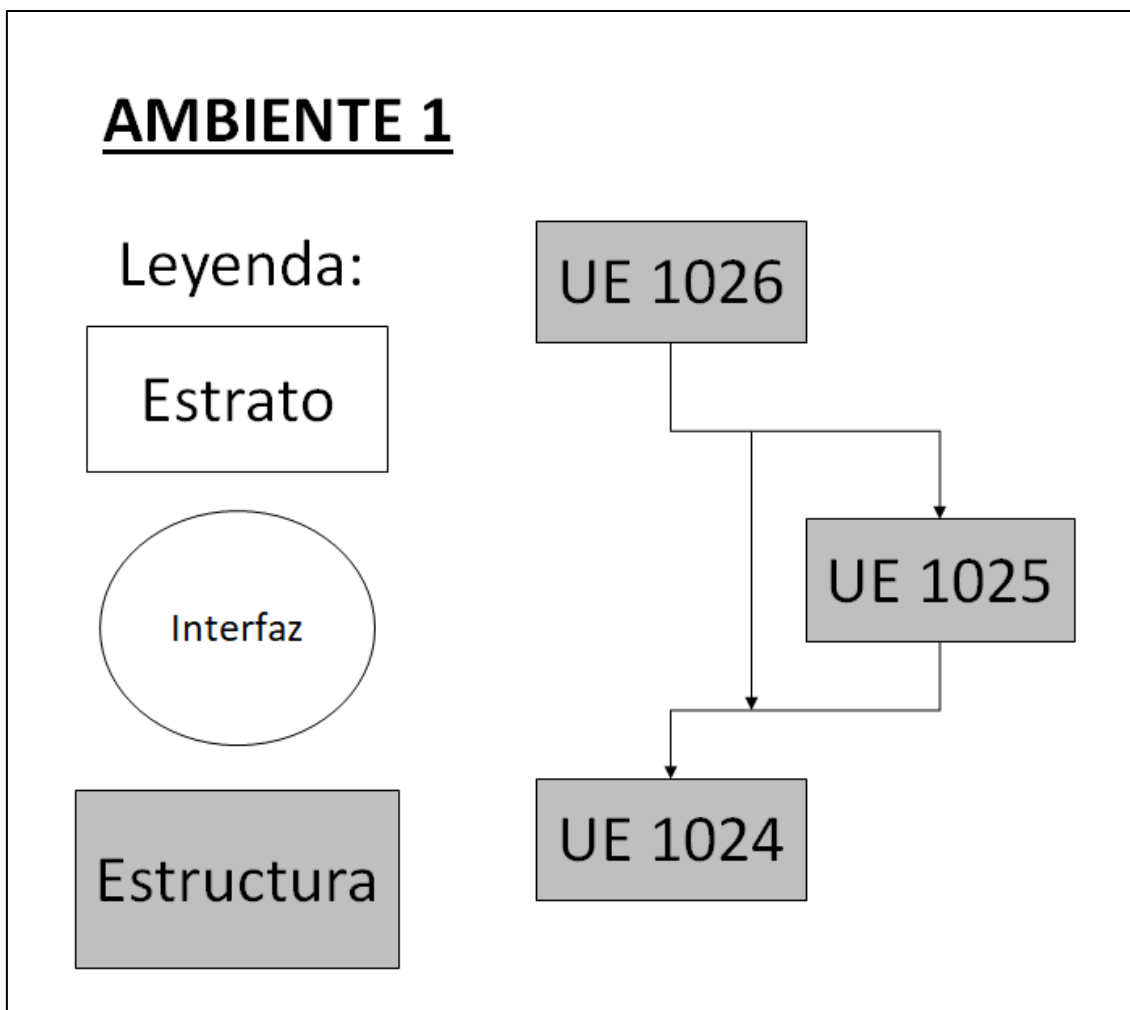 AMBIENTE 1
Leyenda:
Estrato
Interfaz
Estructura
UE 1026
UE 1025
UE 1024